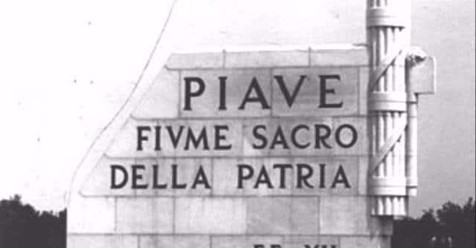 PIAVE
FIVME SACRO
DELLA PATRIA